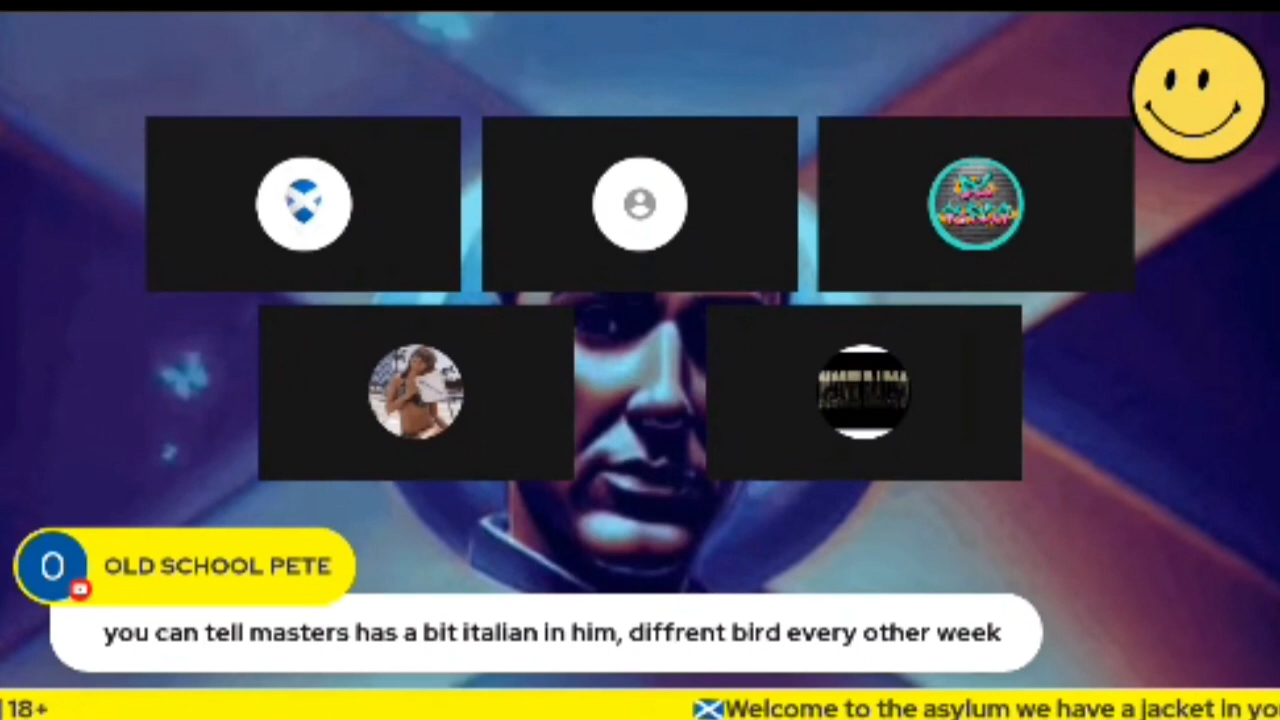 O OLD SCHOOL PETE
you can tell masters has a bit italian in him, diffrent bird every other week
| 18+ 🏴󠁧󠁢󠁳󠁣󠁴󠁿Welcome to the asylum we have a jacket in yo